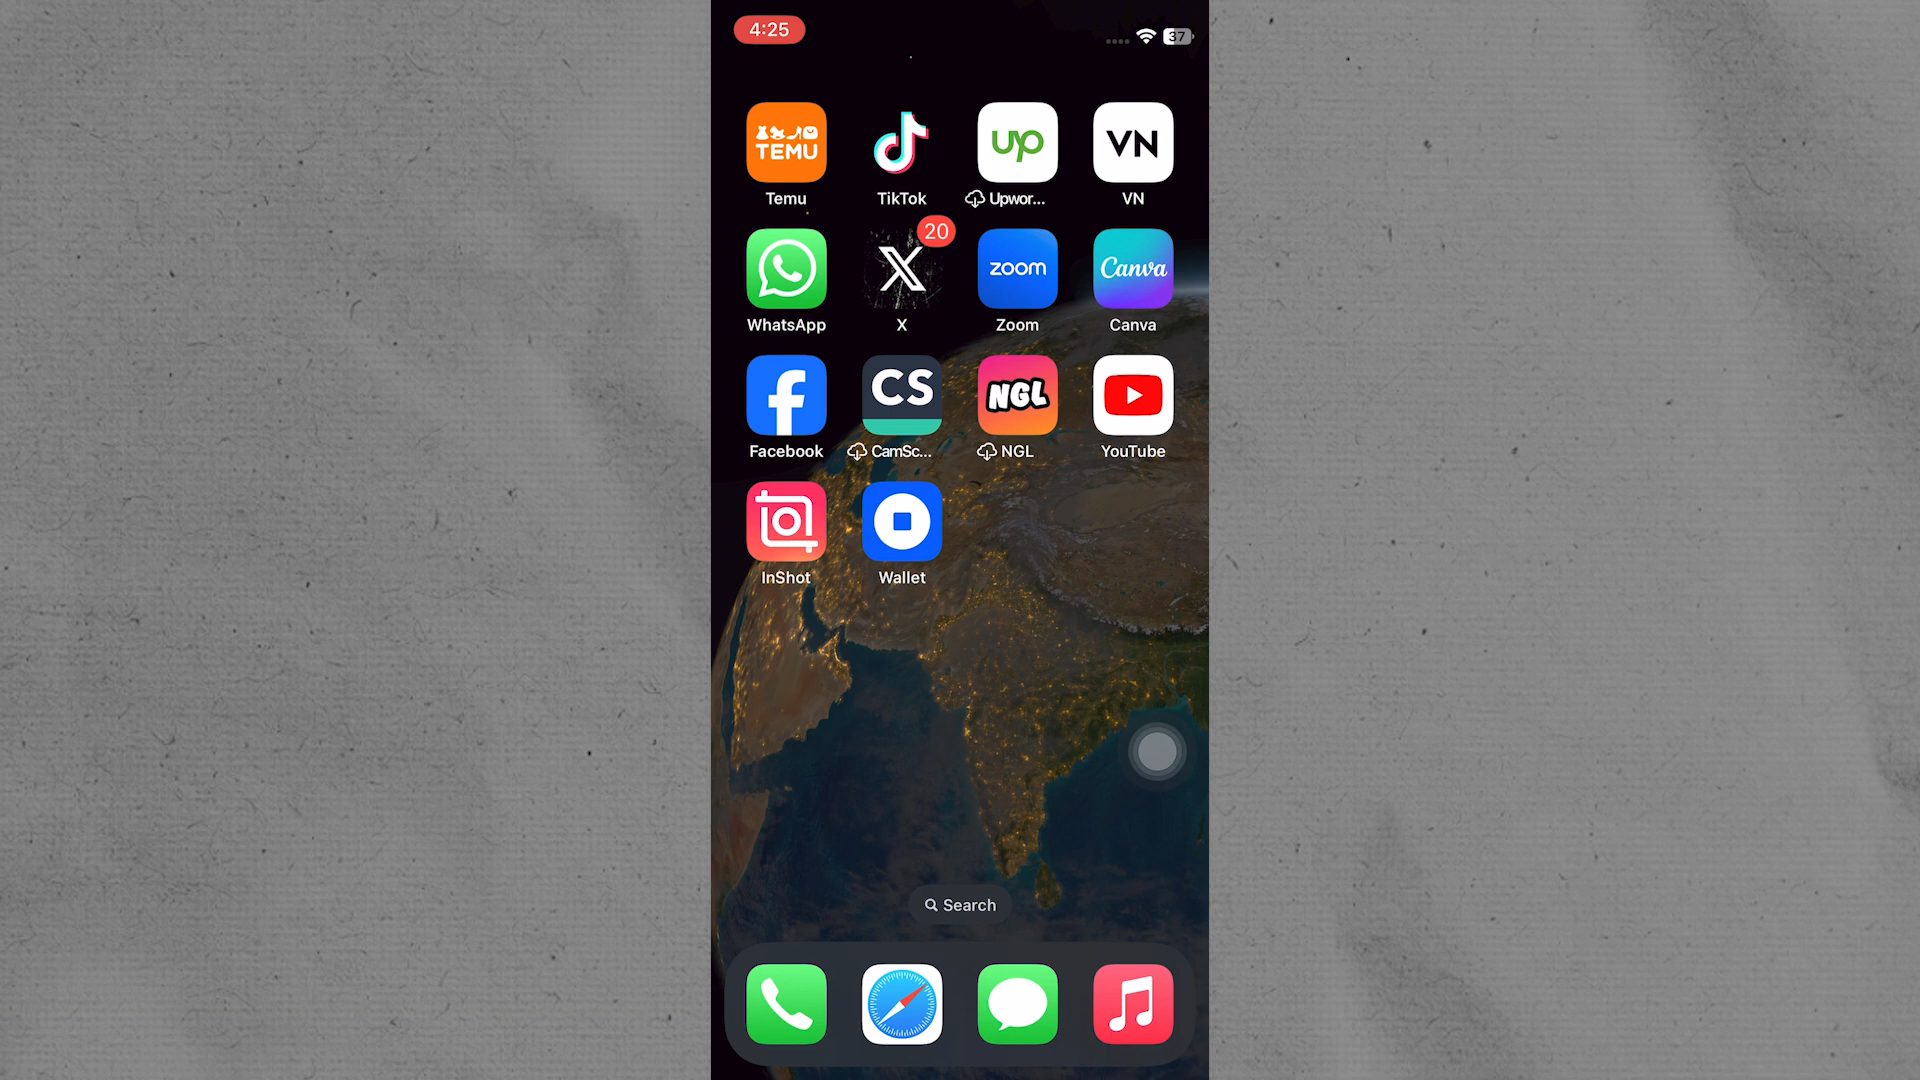 4:25
37
TEMU
up
VN
Temu
TikTok
Upwor...
VN
20
X
zoom
Canva
WhatsApp
X
Zoom
Canva
f
CS
NGL
Facebook
CamSc...
NGL
YouTube
InShot
Wallet
Search